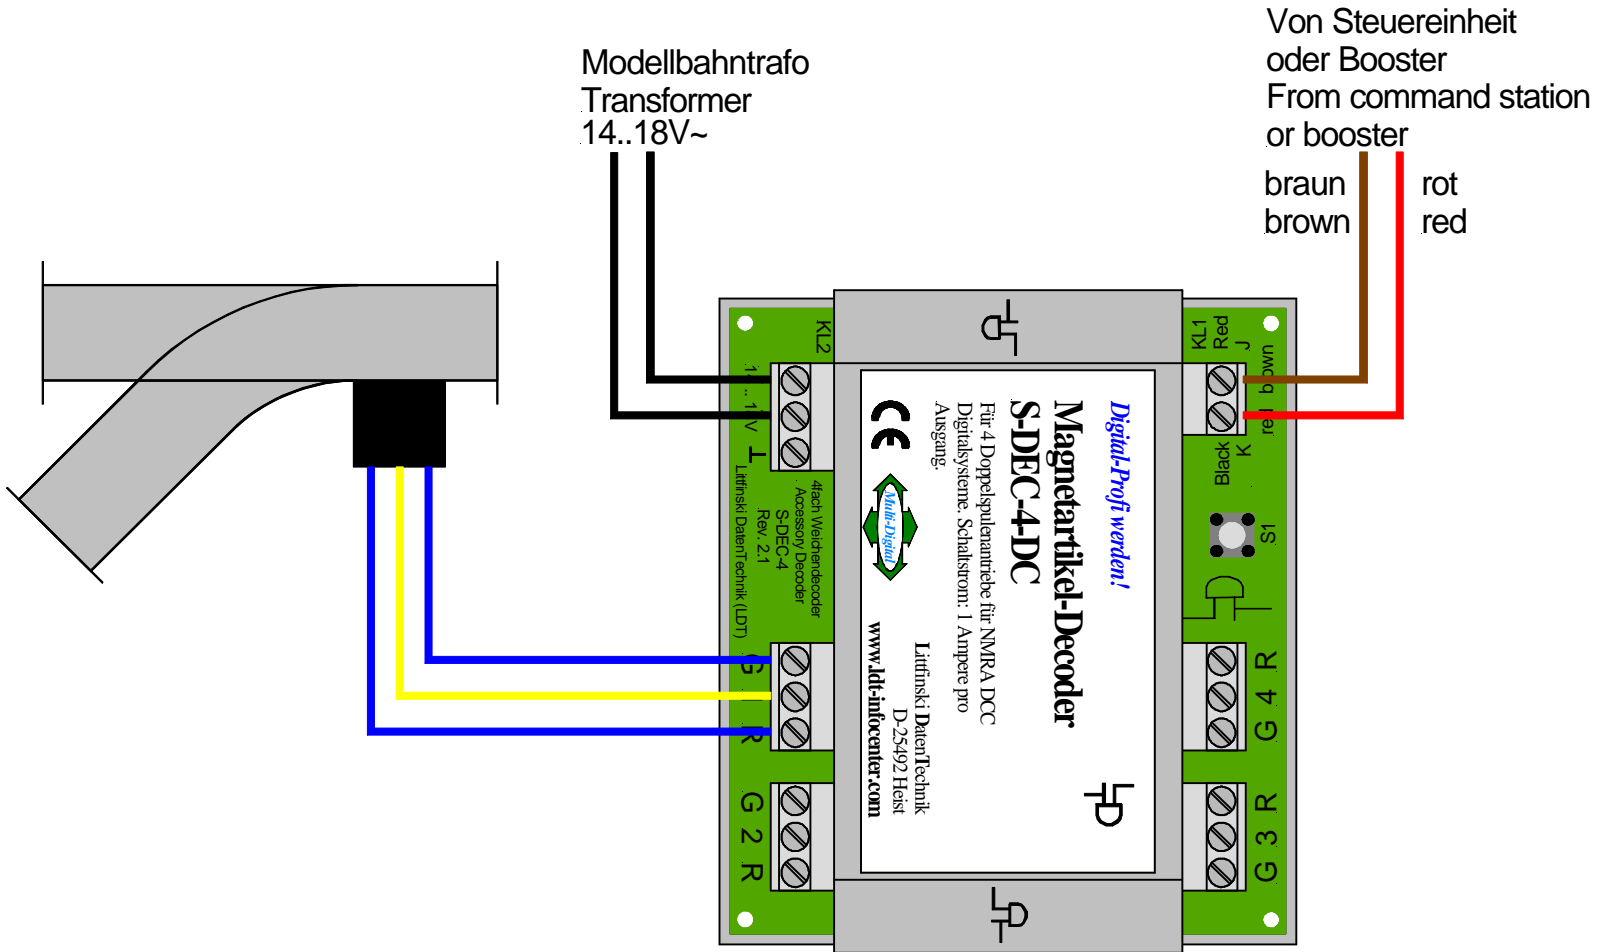 Modellbahntrafo
Transformer
14..18V~
Von Steuereinheit
oder Booster
From command station
or booster
braun
brown
rot
red
KL2
KL1
Red
J
red brown
Black
K
S1
Littfinski DatenTechnik (LDT)
4fach Weichendecoder
Accessory Decoder
S-DEC-4
Rev. 2.1
Digital-Profi werden!
Magnetartikel-Decoder
S-DEC-4-DC
Für 4 Doppelspulenantriebe für NMRA DCC
Digitalsysteme. Schaltstrom: 1 Ampere pro
Ausgang.
CE
Multi-Digital
Littfinski DatenTechnik
D-25492 Heist
www.ldt-infocenter.com
G
R
G 2 R
G 4 R
G 3 R